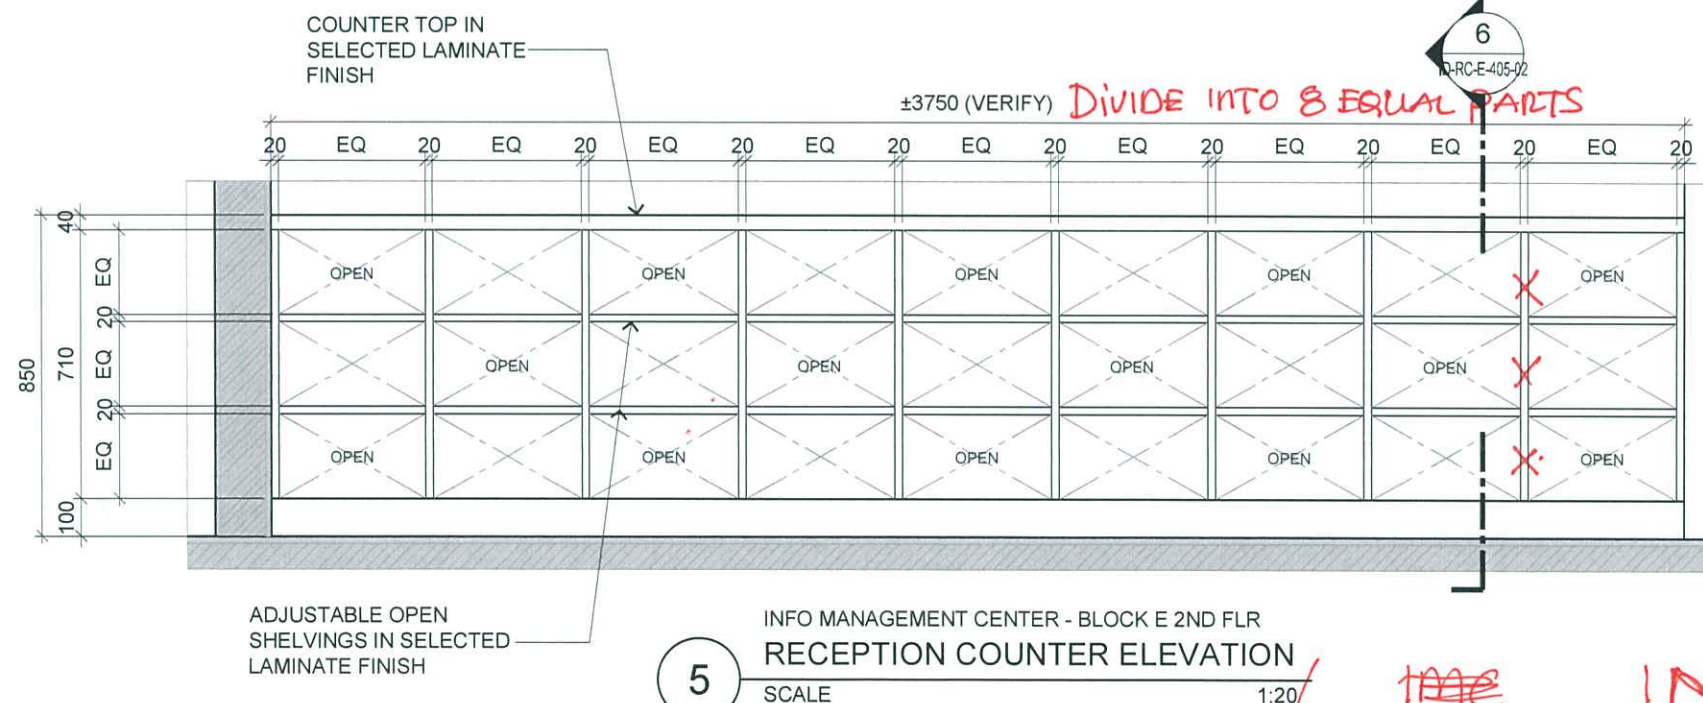 COUNTER TOP IN
SELECTED LAMINATE
FINISH
6
ID-RC-E-405-02
±3750 (VERIFY) DIVIDE INTO 8 EQUAL PARTS
20 EQ 20 EQ 20 EQ 20 EQ 20 EQ 20 EQ 20 EQ 20 EQ 20 EQ 20
40
EQ
20
EQ
20
EQ
710
850
100
OPEN OPEN OPEN OPEN OPEN
OPEN OPEN OPEN OPEN
OPEN OPEN OPEN OPEN OPEN
ADJUSTABLE OPEN
SHELVINGS IN SELECTED
LAMINATE FINISH
INFO MANAGEMENT CENTER - BLOCK E 2ND FLR
5 RECEPTION COUNTER ELEVATION
SCALE 1:20